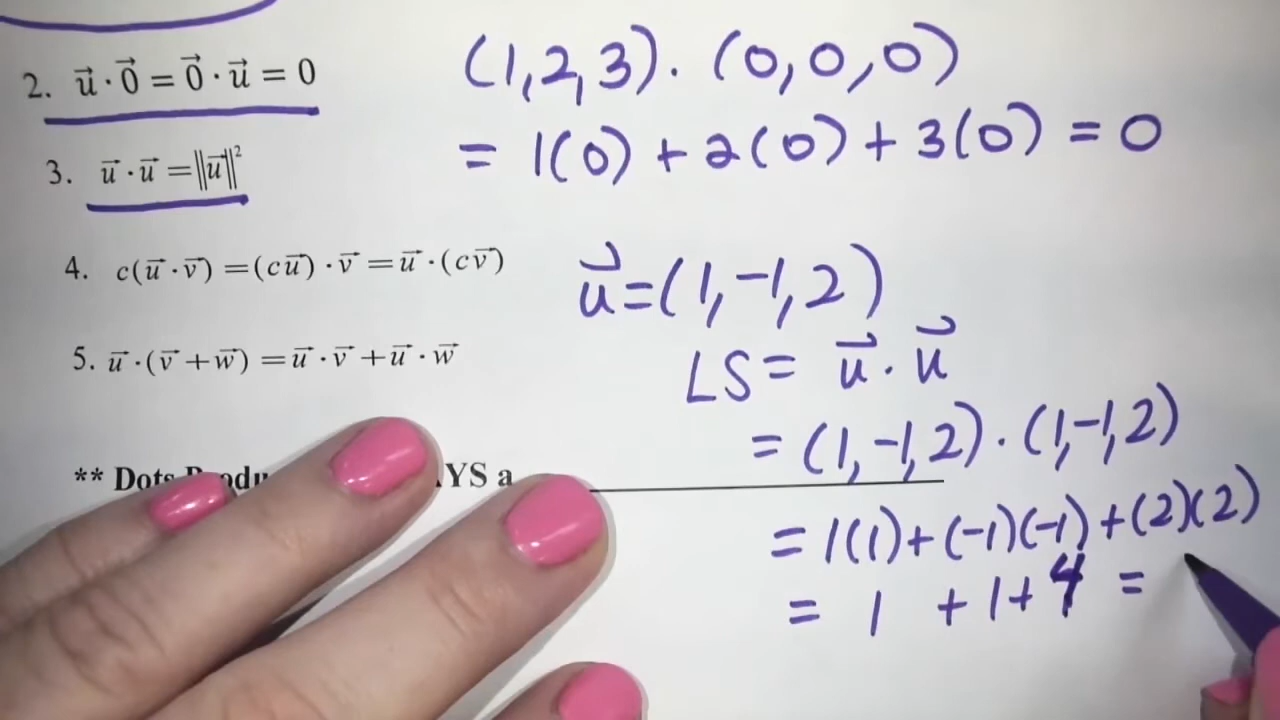 2. u⃗ · 0⃗ = 0⃗ · u⃗ = 0
(1,2,3) · (0,0,0)
= 1(0) + 2(0) + 3(0) = 0
3. u⃗ · u⃗ = ‖u⃗‖²
4. c(u⃗ · v⃗) = (cu⃗) · v⃗ = u⃗ · (cv⃗)
u⃗ = (1,-1,2)
5. u⃗ · (v⃗ + w⃗) = u⃗ · v⃗ + u⃗ · w⃗
LS = u⃗ · u⃗
= (1,-1,2) · (1,-1,2)
** Dots a
= 1(1) + (-1)(-1) + (2)(2)
= 1 + 1 + 4 =